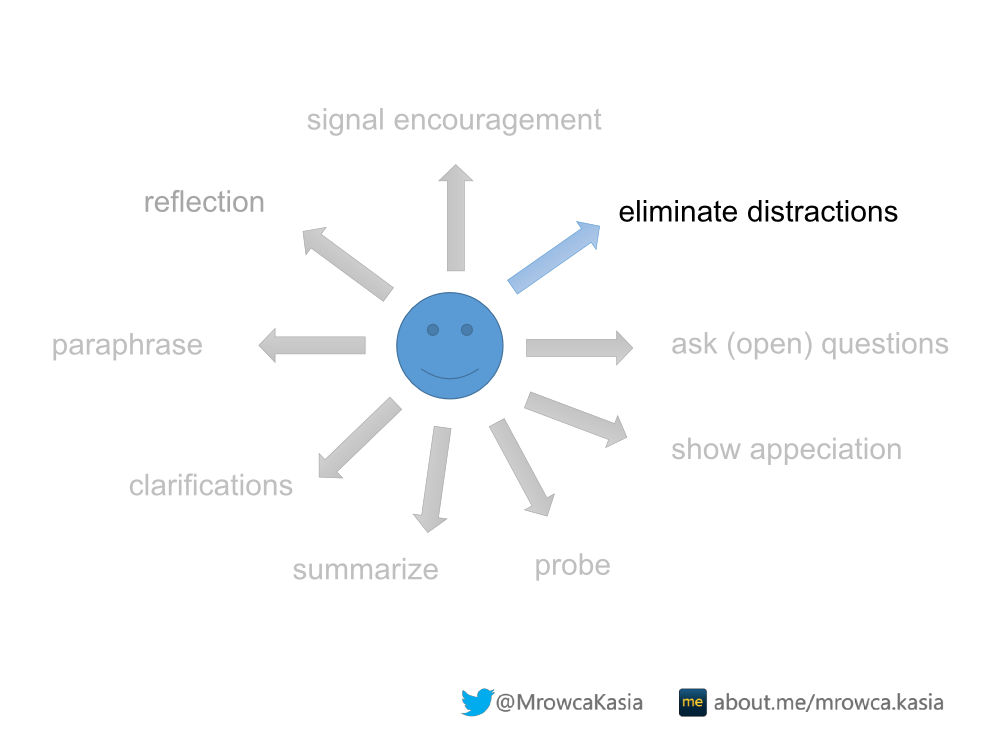 signal encouragement
reflection
eliminate distractions
paraphrase
ask (open) questions
show appeciation
clarifications
summarize
probe
@MrowcaKasia
me about.me/mrowca.kasia